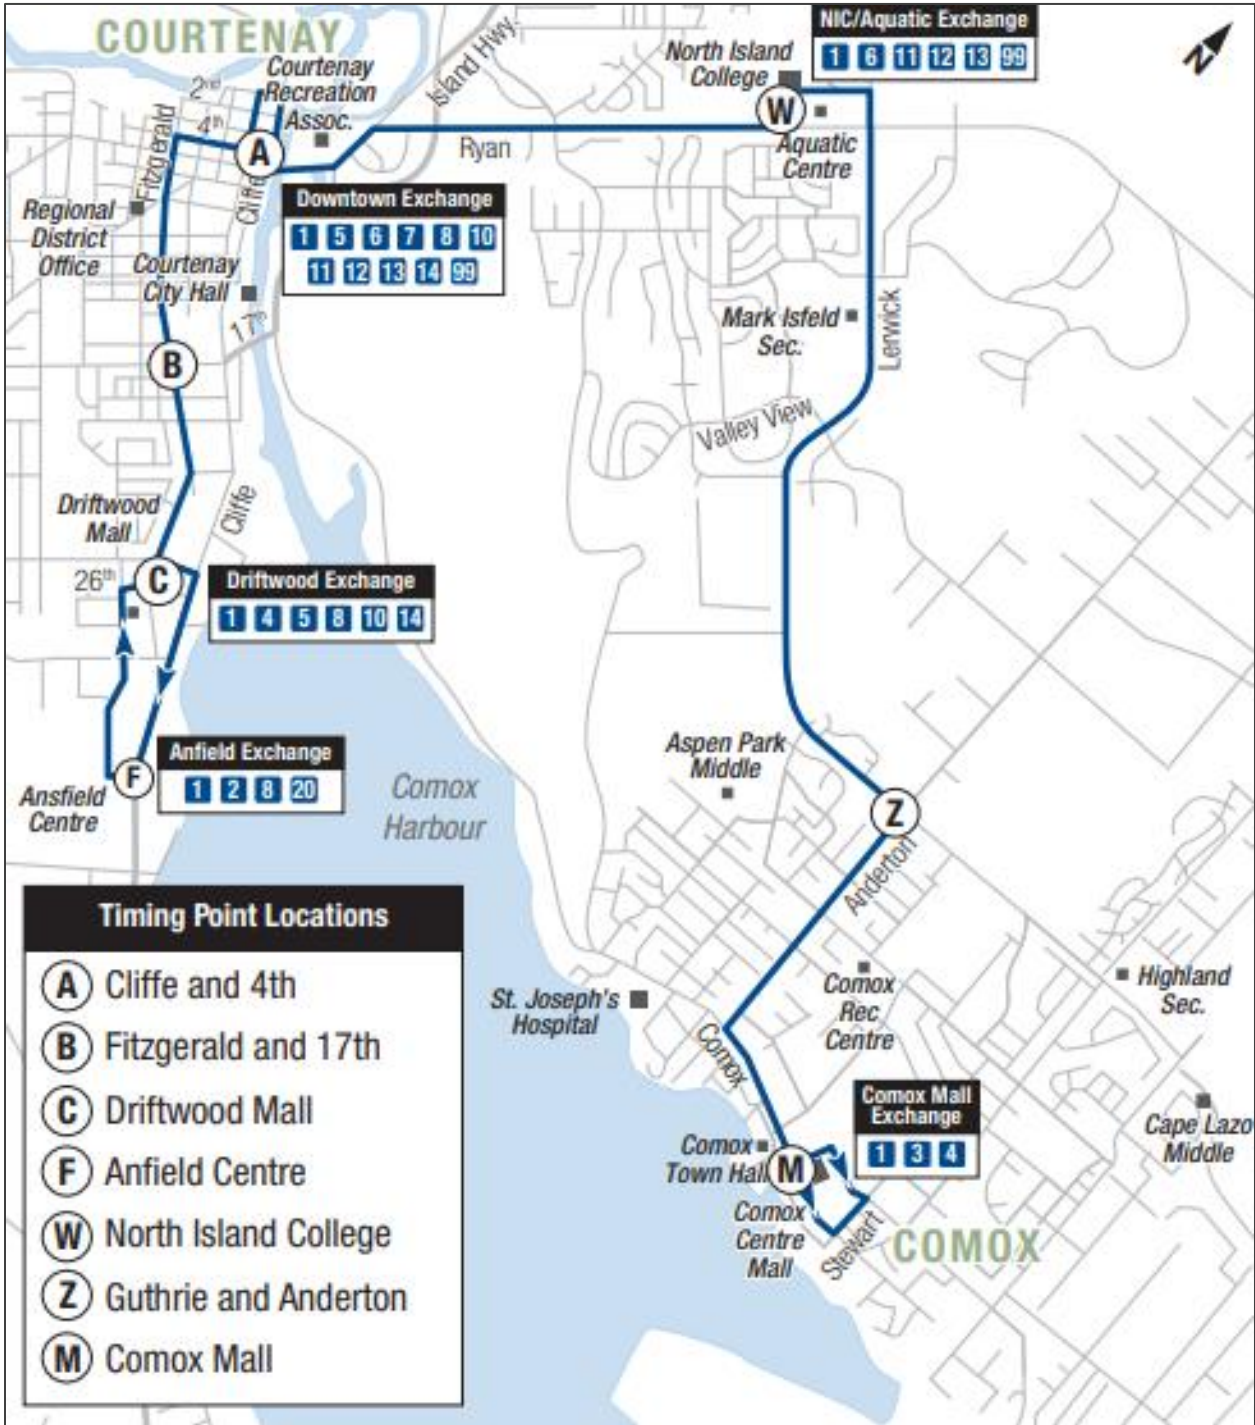 COURTENAY
Courtenay
Recreation
Assoc.
2nd
4th
Fitzgerald
Cliffe
Island Hwy.
North Island
College
NIC/Aquatic Exchange
1 6 11 12 13 99
N
W
Aquatic
Centre
Ryan
A
Downtown Exchange
1 5 6 7 8 10
11 12 13 14 99
Regional
District
Office
Courtenay
City Hall
17th
B
Mark Isfeld
Sec.
Lerwick
Valley View
Driftwood
Mall
Cliffe
26th
C
Driftwood Exchange
1 4 5 8 10 14
Anfield Exchange
1 2 8 20
F
Ansfield
Centre
Comox
Harbour
Aspen Park
Middle
Z
Anderton
Timing Point Locations
A Cliffe and 4th
B Fitzgerald and 17th
C Driftwood Mall
F Anfield Centre
W North Island College
Z Guthrie and Anderton
M Comox Mall
St. Joseph's
Hospital
Comox
Comox
Rec
Centre
Highland
Sec.
Comox Mall
Exchange
1 3 4
Cape Lazo
Middle
Comox
Town Hall
M
Comox
Centre
Mall
Stewart
COMOX